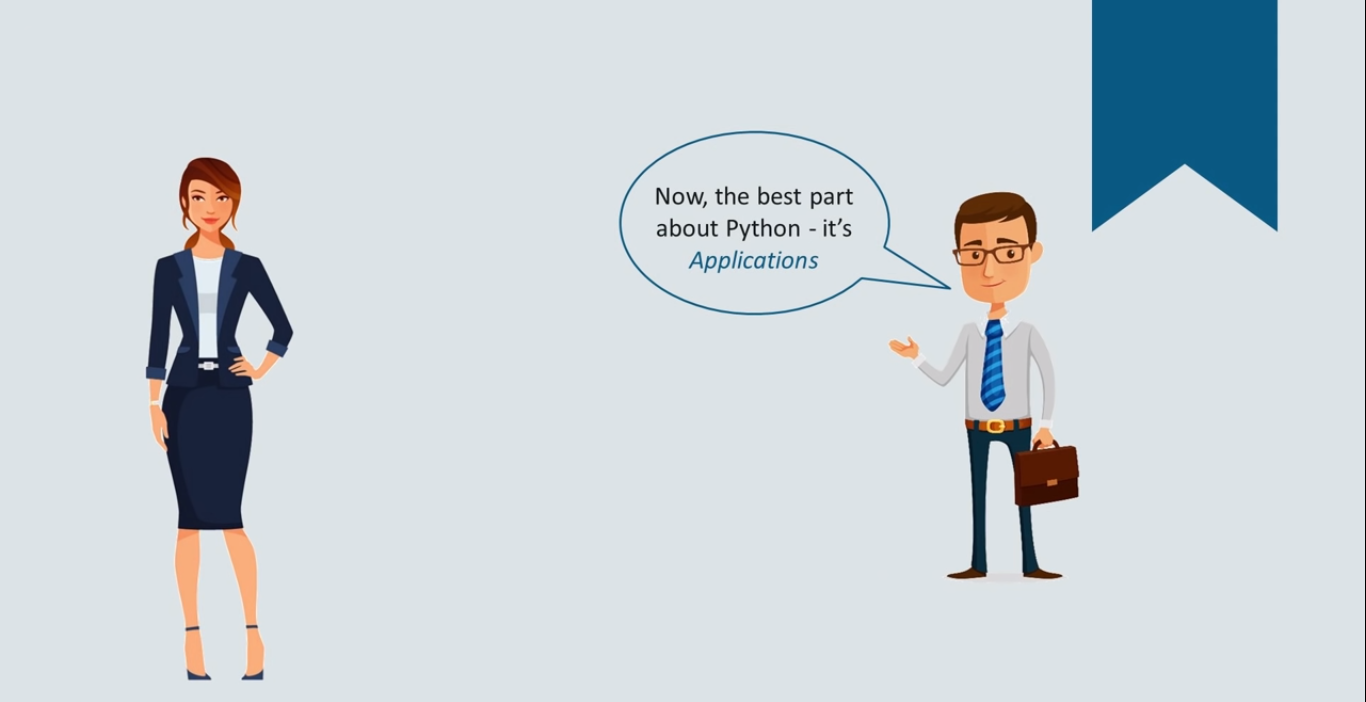 Now, the best part
about Python - it’s
Applications